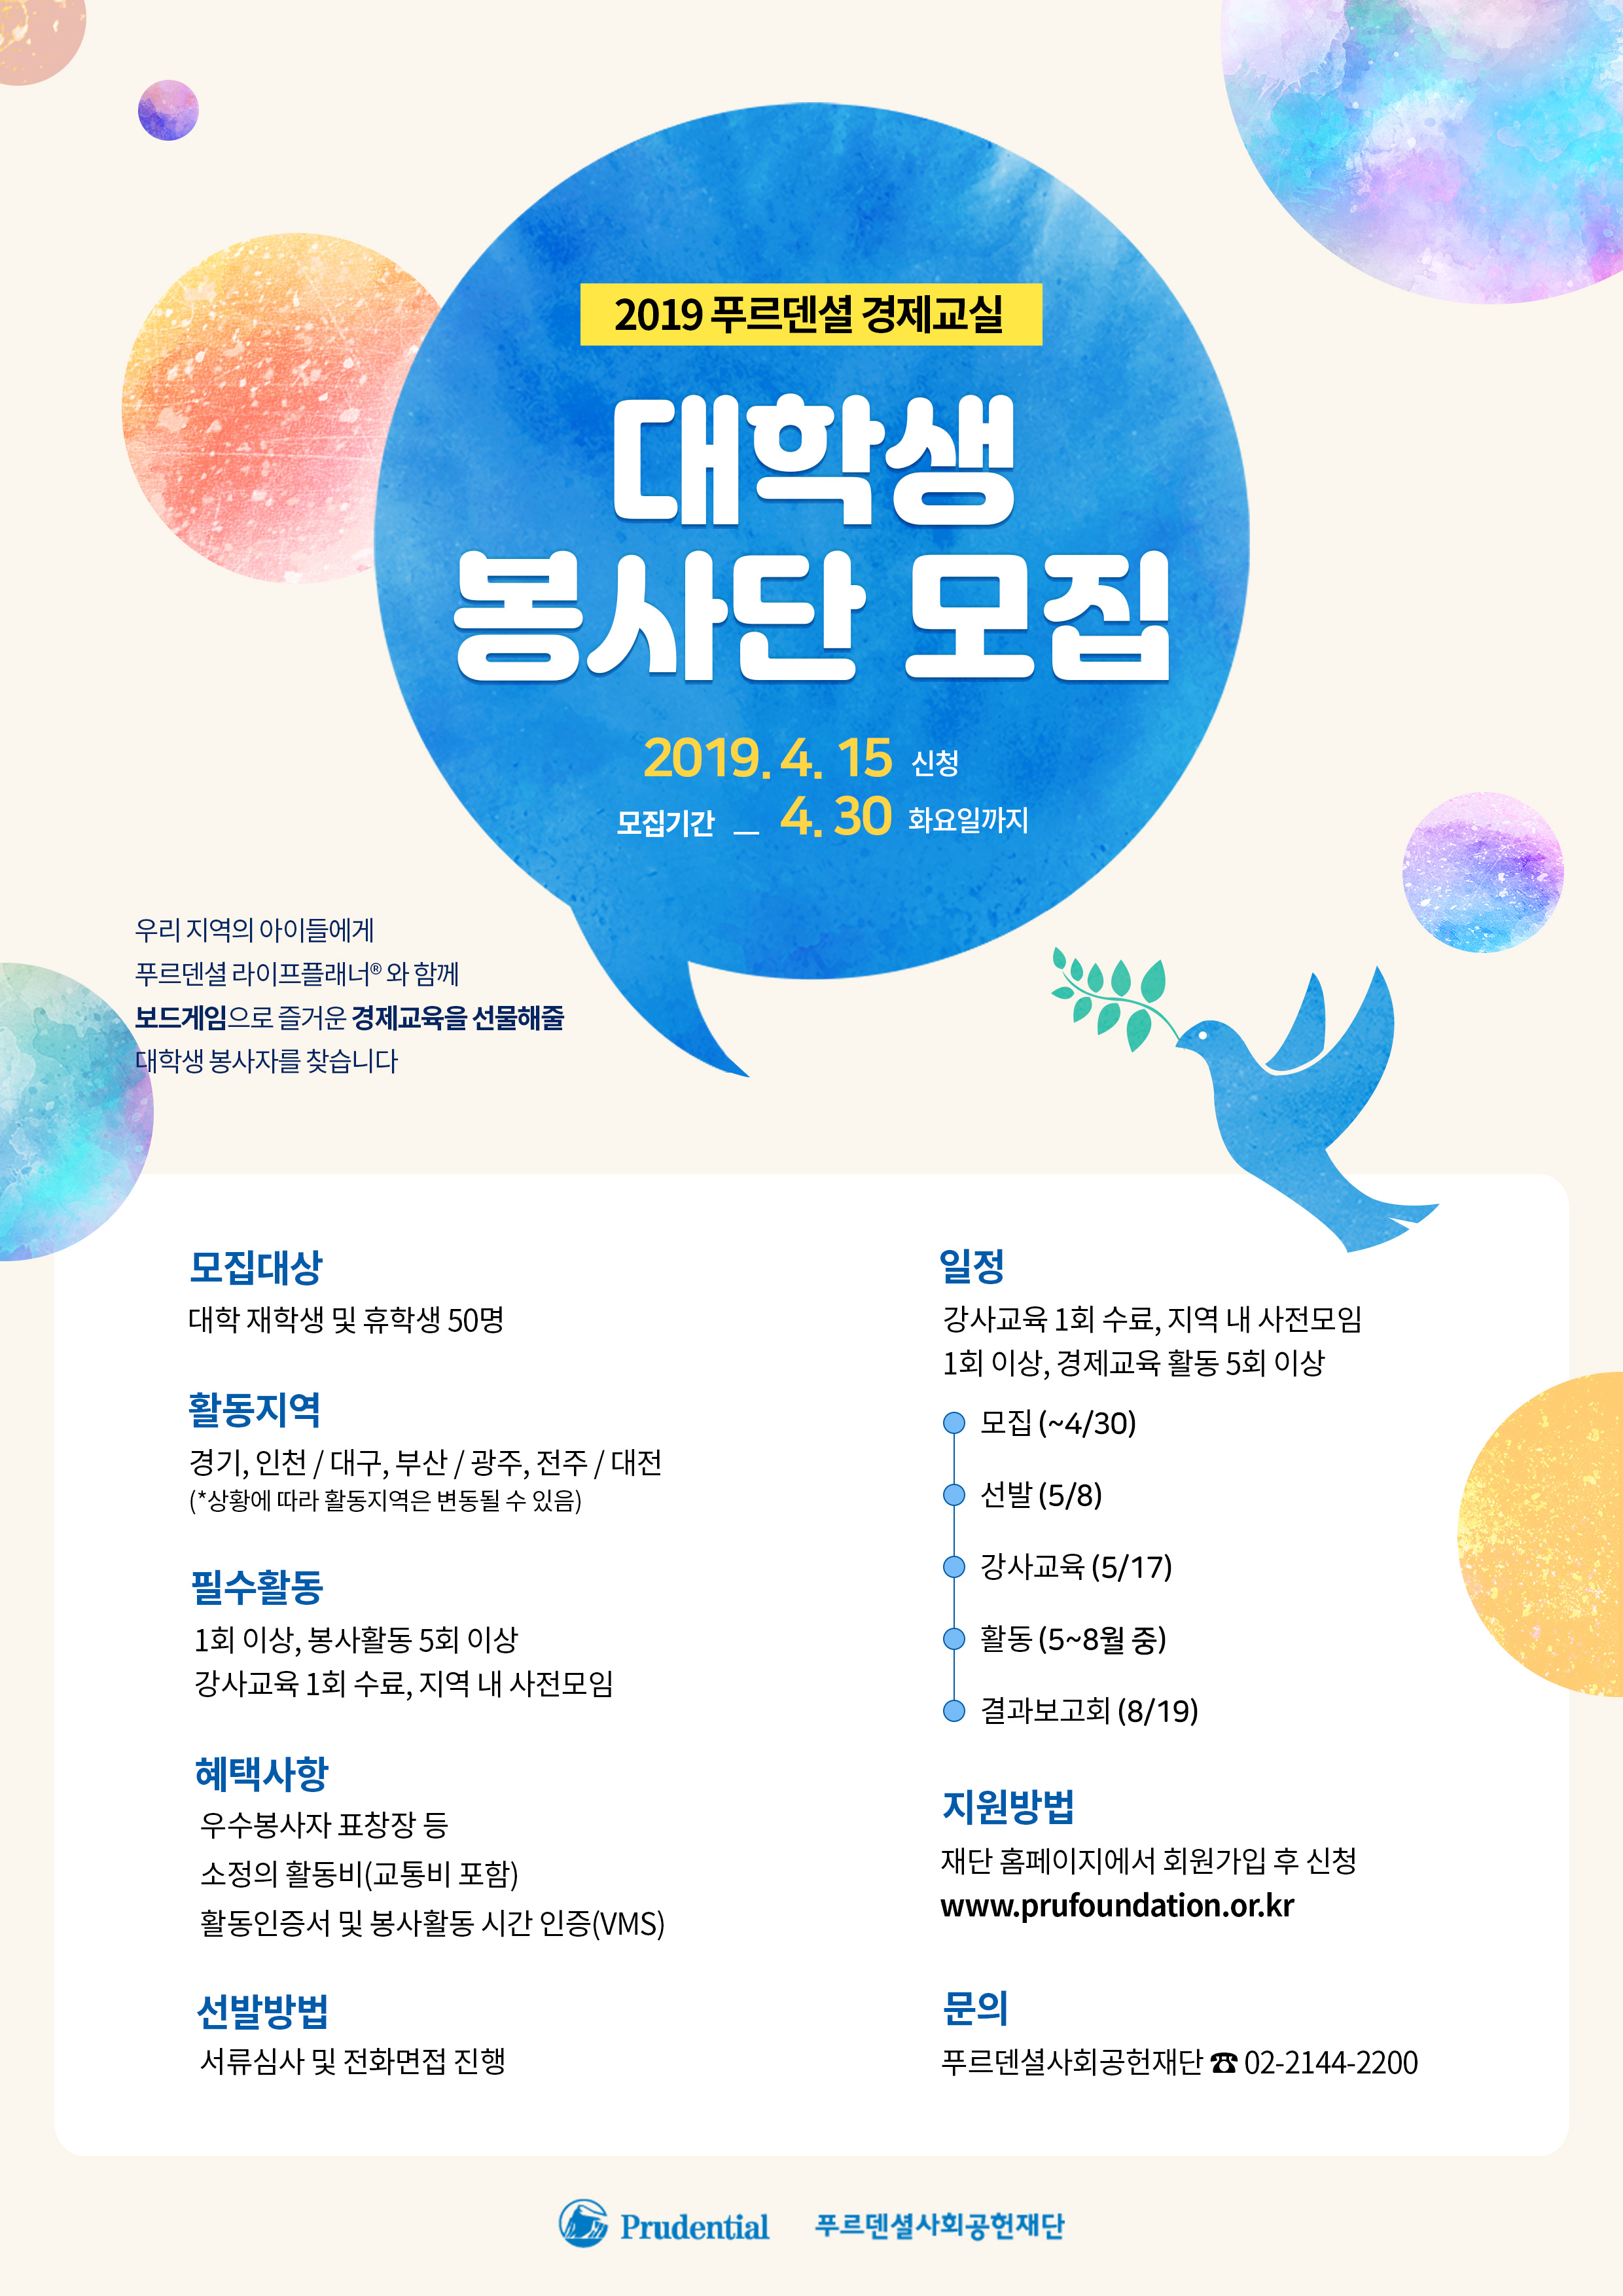 2019 푸르덴셜 경제교실
대학생
봉사단 모집
2019. 4. 15 신청
모집기간 _ 4. 30 화요일까지
우리 지역의 아이들에게
푸르덴셜 라이프플래너® 와 함께
보드게임으로 즐거운 경제교육을 선물해줄
대학생 봉사자를 찾습니다
모집대상
대학 재학생 및 휴학생 50명
활동지역
경기, 인천 / 대구, 부산 / 광주, 전주 / 대전
(*상황에 따라 활동지역은 변동될 수 있음)
필수활동
1회 이상, 봉사활동 5회 이상
강사교육 1회 수료, 지역 내 사전모임
혜택사항
우수봉사자 표창장 등
소정의 활동비(교통비 포함)
활동인증서 및 봉사활동 시간 인증(VMS)
선발방법
서류심사 및 전화면접 진행
일정
강사교육 1회 수료, 지역 내 사전모임
1회 이상, 경제교육 활동 5회 이상
모집 (~4/30)
선발 (5/8)
강사교육 (5/17)
활동 (5~8월 중)
결과보고회 (8/19)
지원방법
재단 홈페이지에서 회원가입 후 신청
www.prufoundation.or.kr
문의
푸르덴셜사회공헌재단 ☎ 02-2144-2200
Prudential 푸르덴셜사회공헌재단